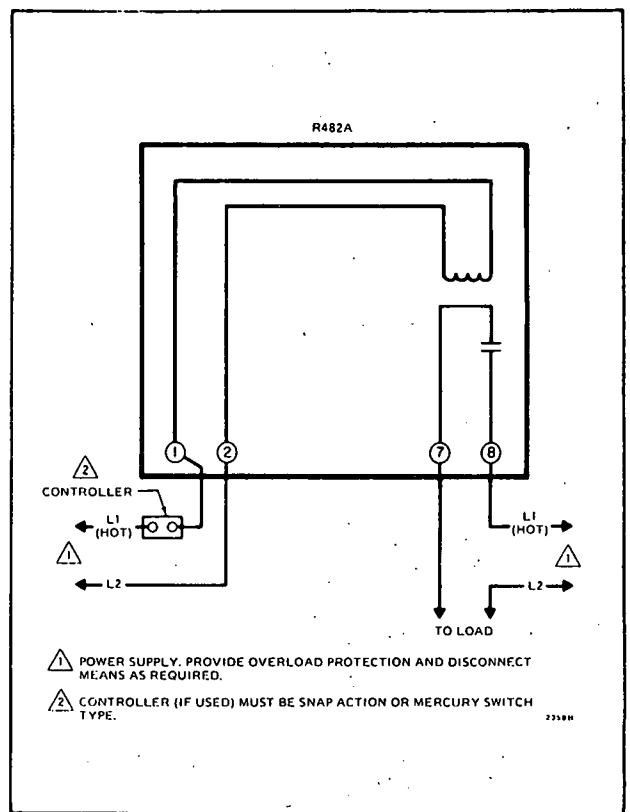 R482A
1
2
7
8
2
CONTROLLER
L1
(HOT)
L1
(HOT)
1
1
L2
L2
TO LOAD
1 POWER SUPPLY. PROVIDE OVERLOAD PROTECTION AND DISCONNECT
MEANS AS REQUIRED.
2 CONTROLLER (IF USED) MUST BE SNAP ACTION OR MERCURY SWITCH
TYPE.